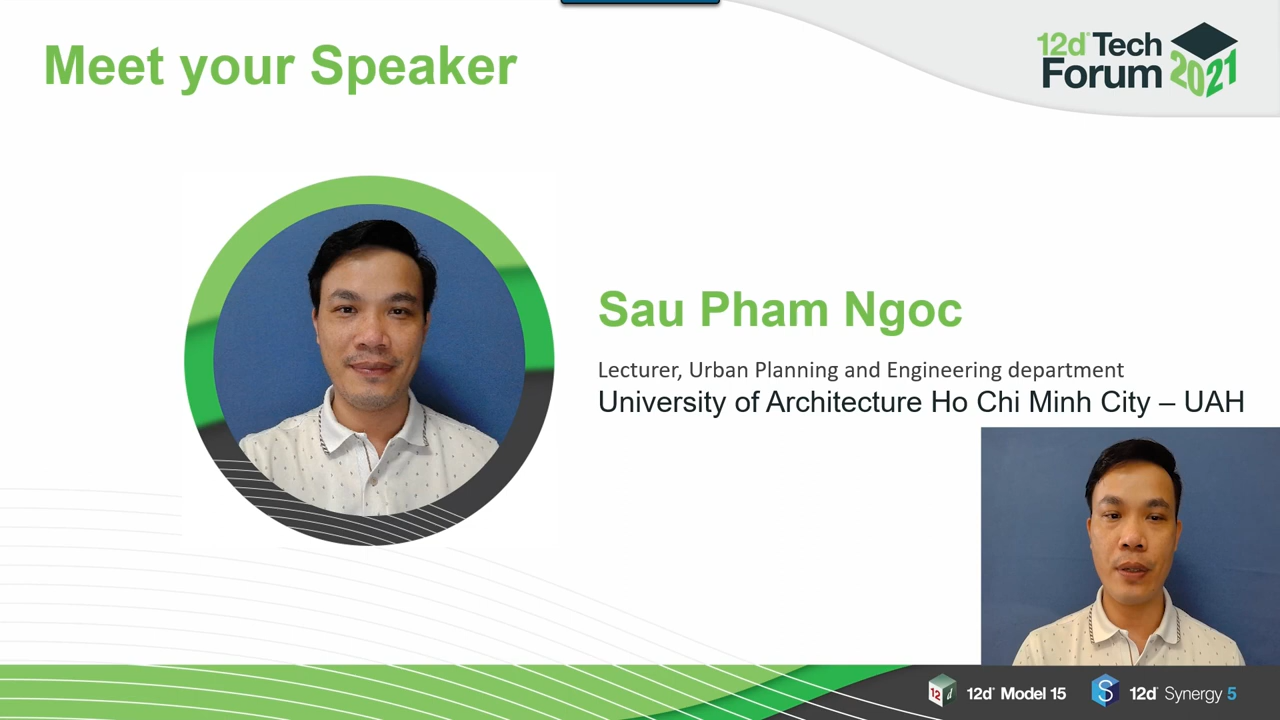 Meet your Speaker
12d® Tech
Forum 2021
Sau Pham Ngoc
Lecturer, Urban Planning and Engineering department
University of Architecture Ho Chi Minh City – UAH
12d
12d® Model 15
S
12d® Synergy 5